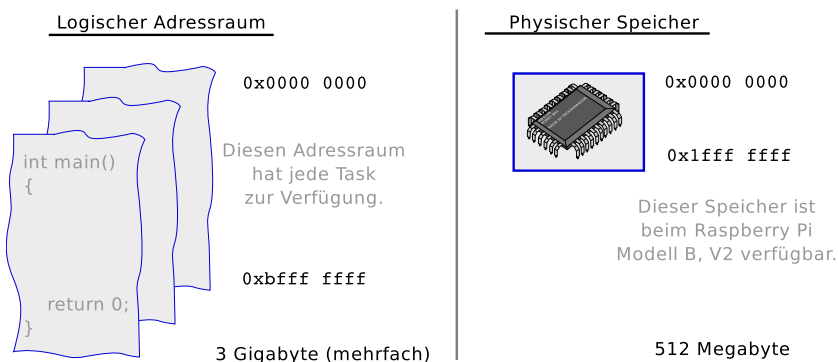 Logischer Adressraum
0x0000 0000
Diesen Adressraum
hat jede Task
zur Verfügung.
int main()
{
return 0;
}
0xbfff ffff
3 Gigabyte (mehrfach)
Physischer Speicher
0x0000 0000
0x1fff ffff
Dieser Speicher ist
beim Raspberry Pi
Modell B, V2 verfügbar.
512 Megabyte